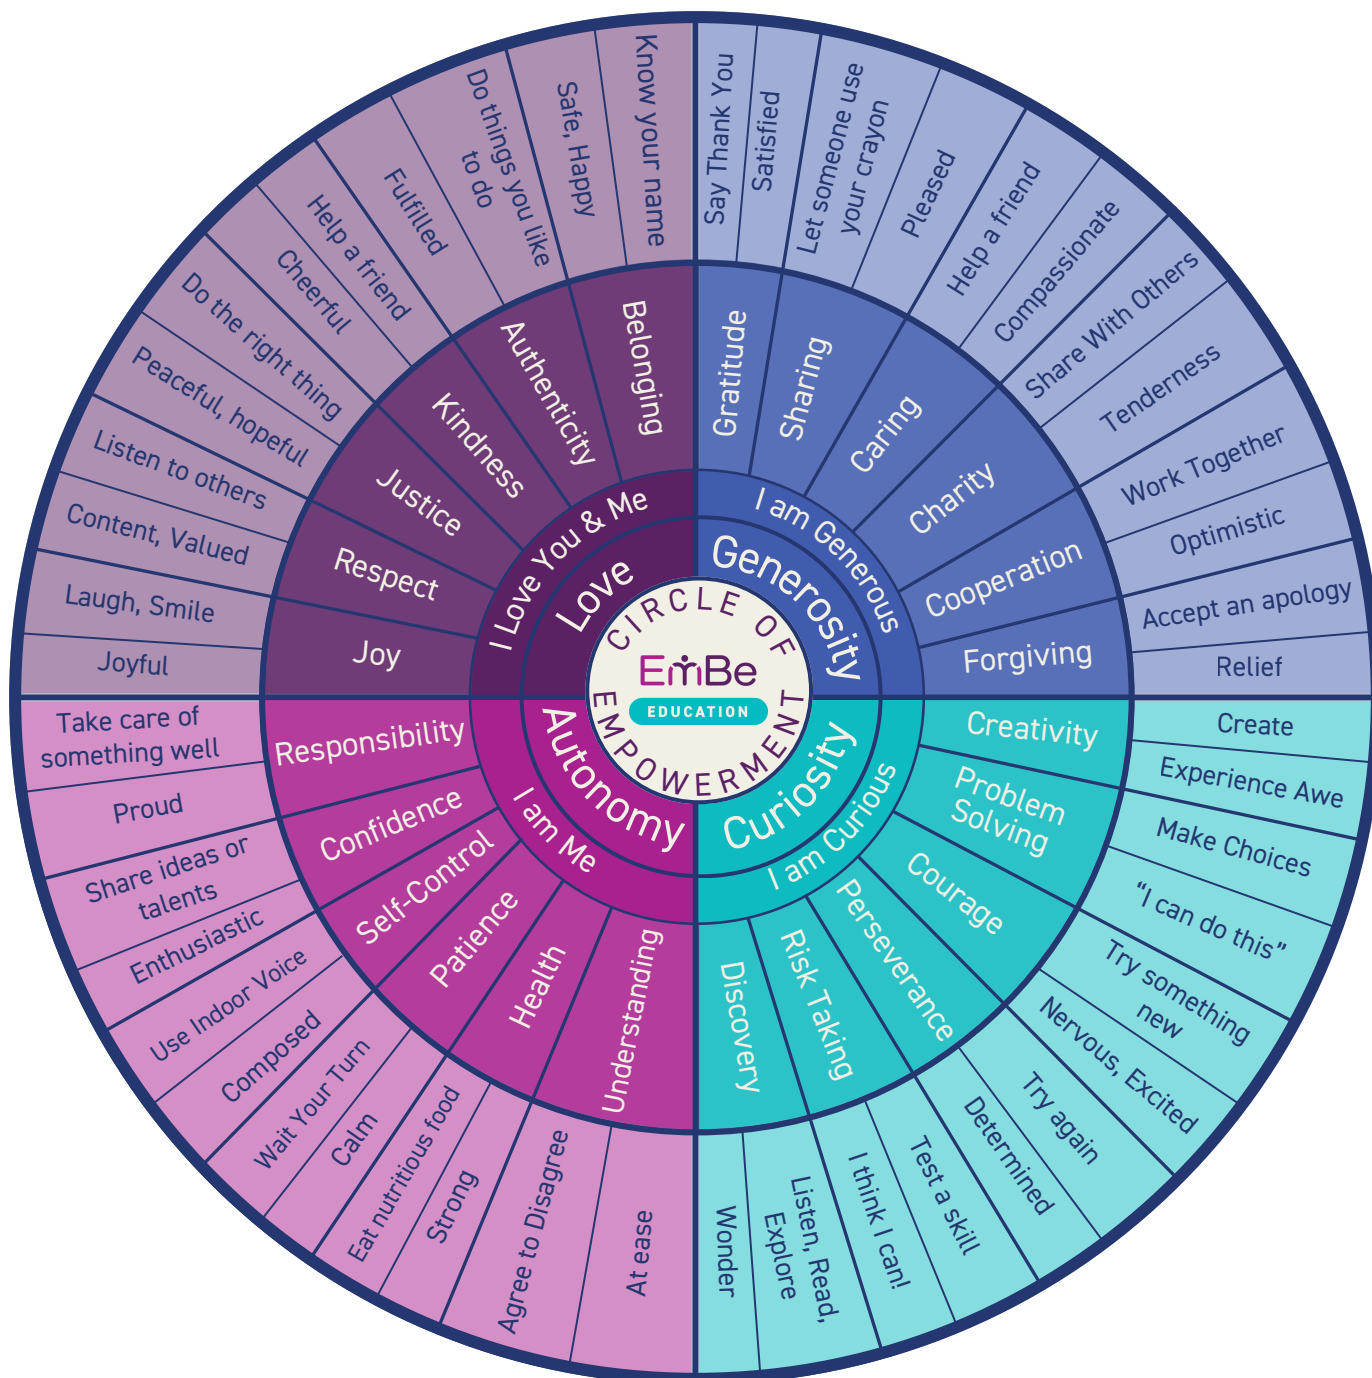 CIRCLE OF
EMPOWERMENT
EmBe
EDUCATION
Love
I Love You & Me
Belonging
Know your name
Safe, Happy
Authenticity
Do things you like
to do
Fulfilled
Kindness
Help a friend
Cheerful
Justice
Do the right thing
Peaceful, hopeful
Respect
Listen to others
Content, Valued
Joy
Laugh, Smile
Joyful
Generosity
I am Generous
Gratitude
Say Thank You
Satisfied
Sharing
Let someone use
your crayon
Pleased
Caring
Help a friend
Compassionate
Charity
Share With Others
Tenderness
Cooperation
Work Together
Optimistic
Forgiving
Accept an apology
Relief
Curiosity
I am Curious
Creativity
Create
Experience Awe
Problem
Solving
Make Choices
“I can do this”
Courage
Try something
new
Nervous, Excited
Perseverance
Try again
Determined
Risk Taking
Test a skill
I think I can!
Discovery
Listen, Read,
Explore
Wonder
Autonomy
I am Me
Responsibility
Take care of
something well
Proud
Confidence
Share ideas or
talents
Enthusiastic
Self-Control
Use Indoor Voice
Composed
Patience
Wait Your Turn
Calm
Health
Eat nutritious food
Strong
Understanding
Agree to Disagree
At ease